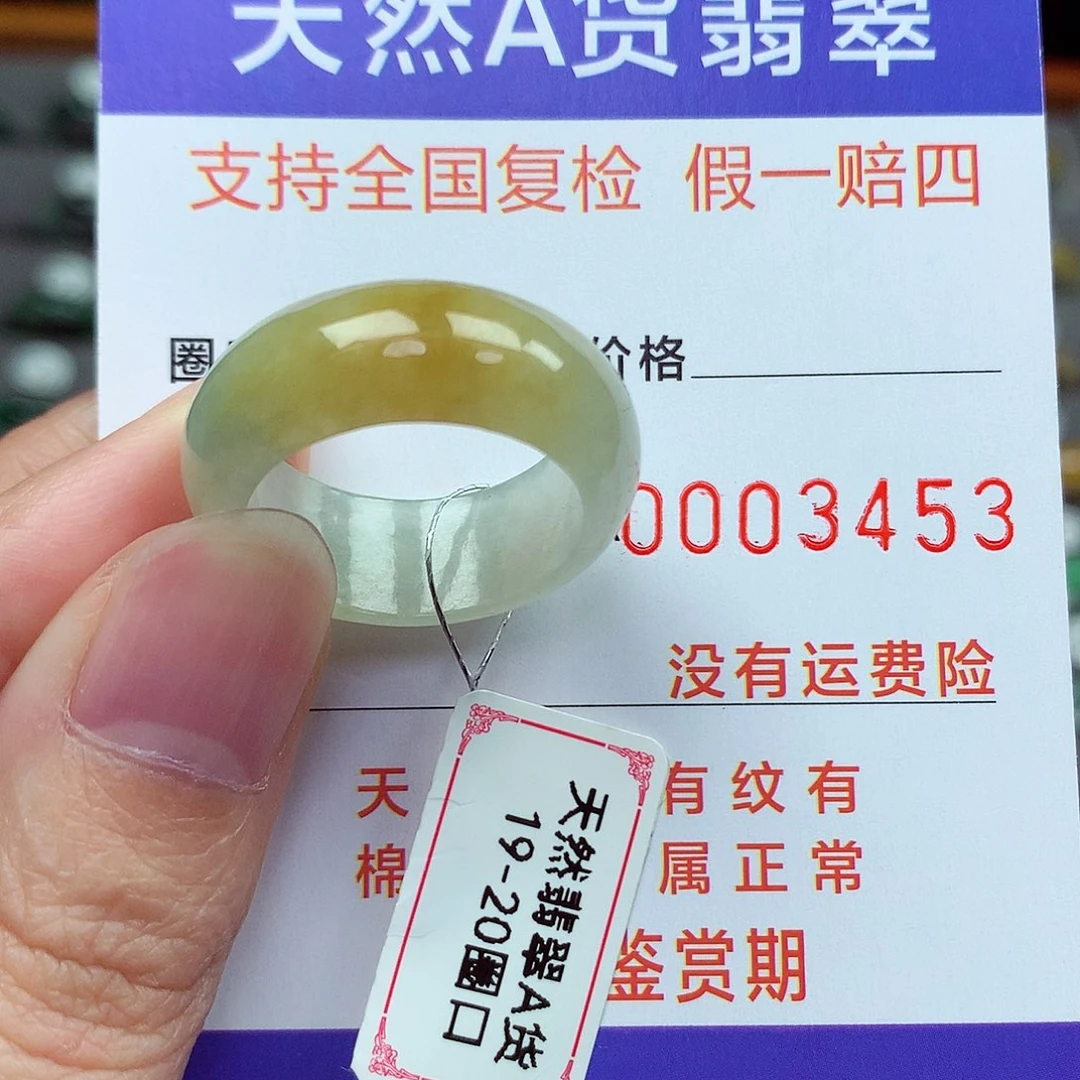 天然A货翡翠
支持全国复检 假一赔四
圈 价格
0003453
没有运费险
天 有纹有
棉 属正常
鉴赏期
天然翡翠A货
19-20圈口